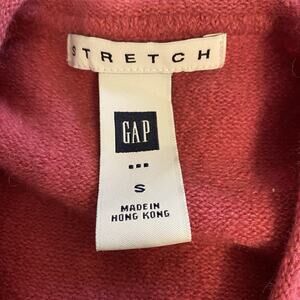 STRETCH
GAP
S
MADE IN
HONG KONG